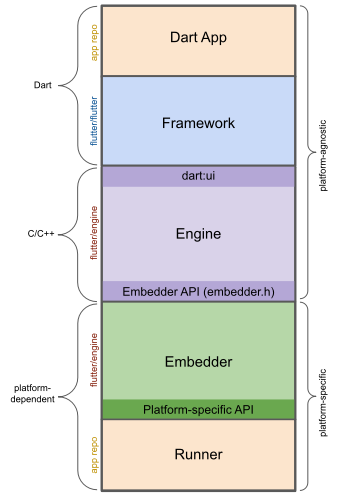 Dart App
app repo
Dart
Framework
flutter/flutter
platform-agnostic
dart:ui
Engine
flutter/engine
C/C++
Embedder API (embedder.h)
Embedder
flutter/engine
platform-
dependent
platform-specific
Platform-specific API
Runner
app repo